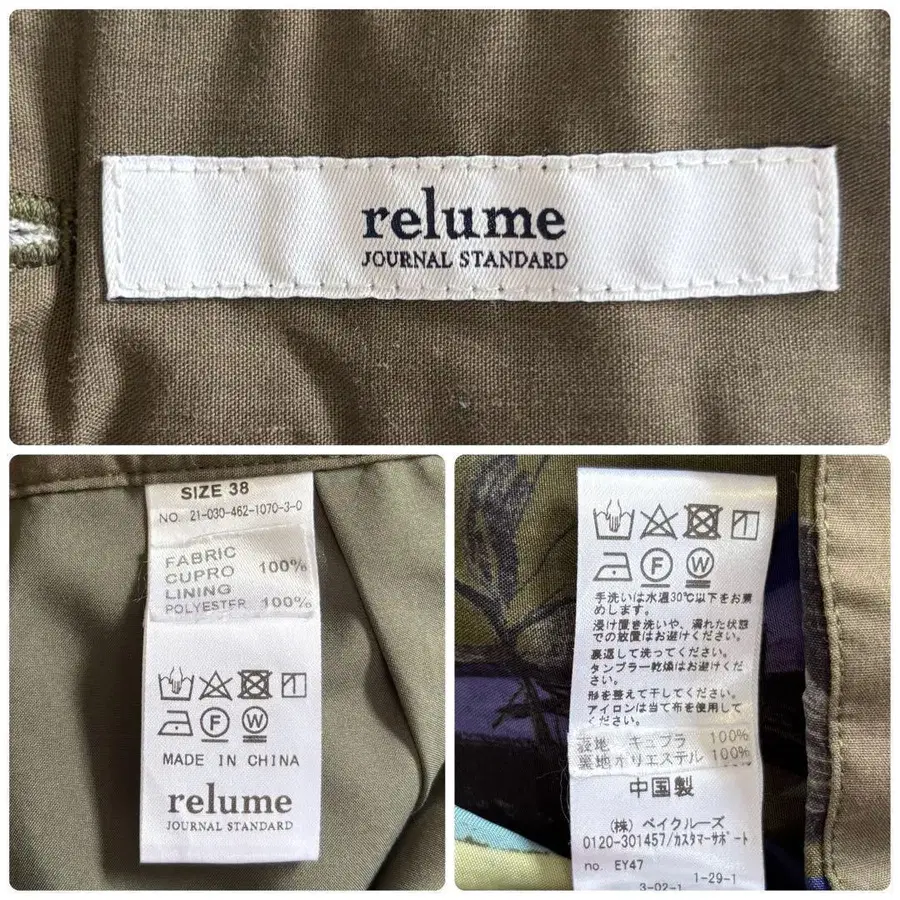 relume
JOURNAL STANDARD
SIZE 38
NO. 21-030-462-1070-3-0
FABRIC
CUPRO 100%
LINING
POLYESTER 100%
F
W
MADE IN CHINA
relume
JOURNAL STANDARD
F
W
手洗いは水温30℃以下をお薦
めします。
浸け置き洗いや、濡れた状態
での放置はお避けください。
裏返して洗ってください。
タンブラー乾燥はお避けくだ
さい。
形を整えて干してください。
アイロンは当て布を使用して
ください。
表地 キュプラ 100%
裏地ポリエステル 100%
中国製
(株) ベイクルーズ
0120-301457/カスタマーサポート
no. EY47
3-02-1 1-29-1